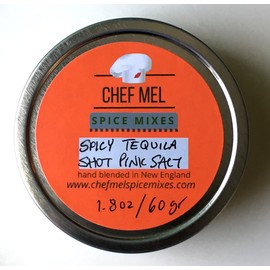 CHEF MEL
SPICE MIXES
SPICY TEQUILA
SHOT PINK SALT
hand blended in New England
www.chefmelspicemixes.com
1.8oz/60gr